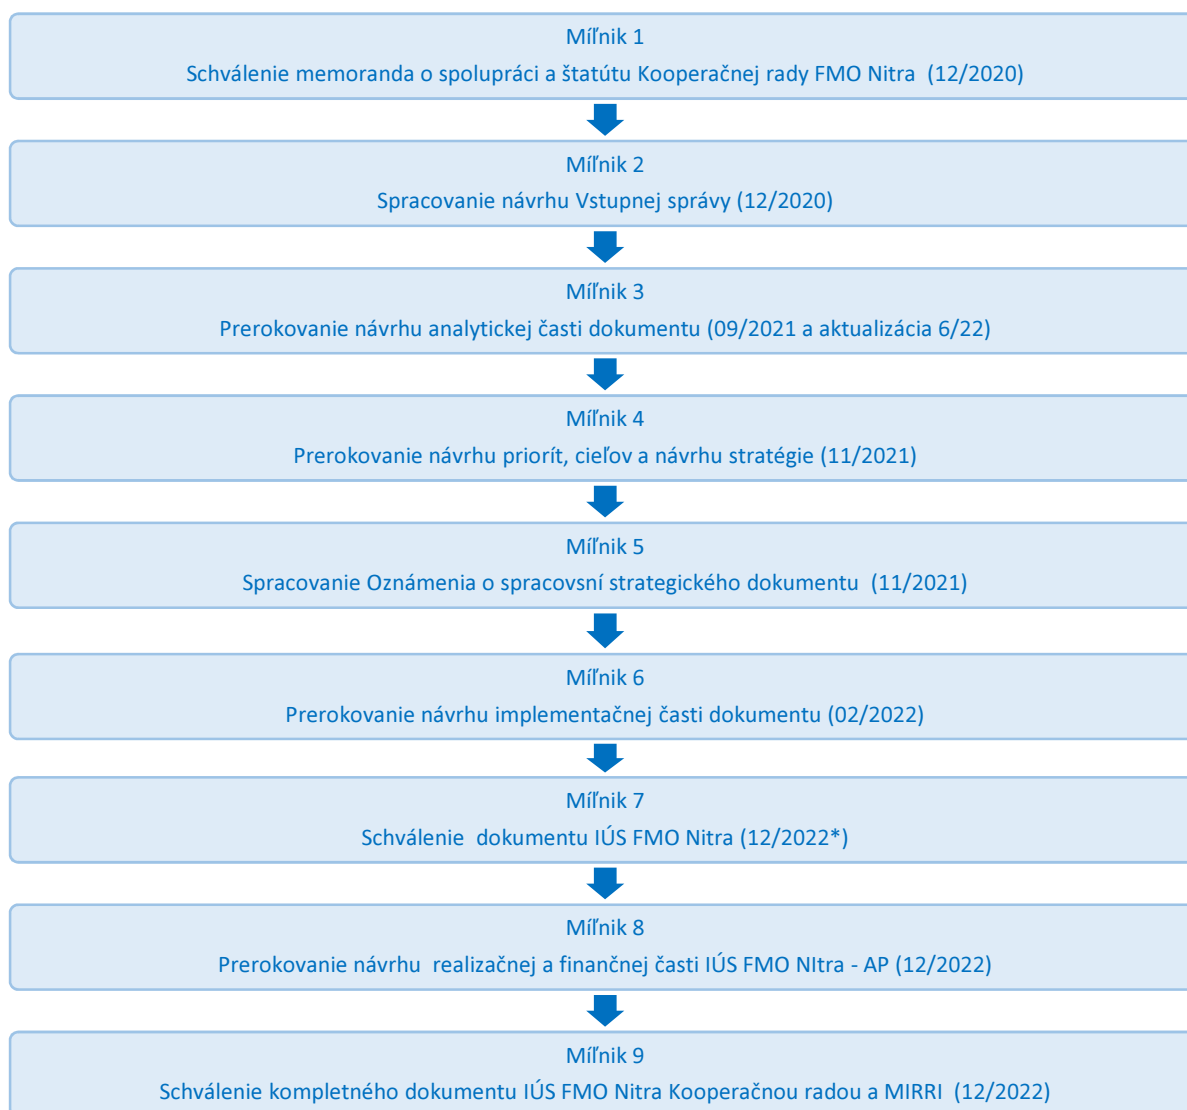 Míľnik 1
Schválenie memoranda o spolupráci a štatútu Kooperačnej rady FMO Nitra  (12/2020)
Míľnik 2
Spracovanie návrhu Vstupnej správy (12/2020)
Míľnik 3
Prerokovanie návrhu analytickej časti dokumentu (09/2021 a aktualizácia 6/22)
Míľnik 4
Prerokovanie návrhu priorít, cieľov a návrhu stratégie (11/2021)
Míľnik 5
Spracovanie Oznámenia o spracovsní strategického dokumentu  (11/2021)
Míľnik 6
Prerokovanie návrhu implementačnej časti dokumentu (02/2022)
Míľnik 7
Schválenie  dokumentu IÚS FMO Nitra (12/2022*)
Míľnik 8
Prerokovanie návrhu  realizačnej a finančnej časti IÚS FMO NItra - AP (12/2022)
Míľnik 9
Schválenie kompletného dokumentu IÚS FMO Nitra Kooperačnou radou a MIRRI  (12/2022)